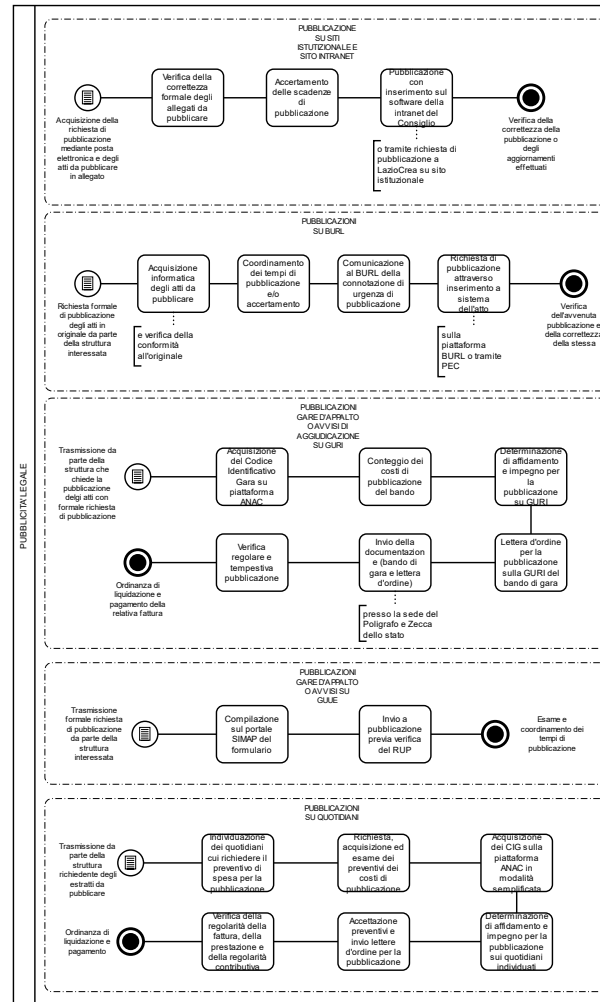 PUBBLICITA' LEGALE
PUBBLICAZIONE
SU SITI
ISTUTIZIONALE E
SITO INTRANET
Acquisizione della
richiesta di
pubblicazione
mediante posta
elettronica e degli
atti da pubblicare in
allegato
Verifica della
correttezza
formale degli
allegati da
pubblicare
Accertamento
delle scadenze
di
pubblicazione
Pubblicazione
con
inserimento sul
software della
intranet del
Consiglio
o tramite richiesta di
pubblicazione a
LazioCrea su sito
istituzionale
Verifica della
correttezza della
pubblicazione o
degli
aggiornamenti
effettuati
PUBBLICAZIONI
SU BURL
Richiesta formale
di pubblicazione
degli atti in
originale da parte
della struttura
interessata
Acquisizione
informatica
degli atti da
pubblicare
e verifica della
conformità
all'originale
Coordinamento
dei tempi di
pubblicazione
e/o
accertamento
Comunicazione
al BURL della
connotazione di
urgenza di
pubblicazione
Richiesta di
pubblicazione
attraverso
inserimento a
sistema
dell'atto
sulla
piattaforma
BURL o tramite
PEC
Verifica
dell'avvenuta
pubblicazione e
della correttezza
della stessa
PUBBLICAZIONI
GARE D'APPALTO
O AVVISI DI
AGGIUDICAZIONE
SU GURI
Trasmissione da
parte della
struttura che
chiede la
pubblicazione
delgi atti con
formale richiesta
di pubblicazione
Acquisizione
del Codice
Identificativo
Gara su
piattaforma
ANAC
Conteggio dei
costi di
pubblicazione
del bando
Determinazione
di affidamento
e impegno per
la
pubblicazione
su GURI
Lettera d'ordine
per la
pubblicazione
sulla GURI del
bando di gara
Invio della
documentazion
e (bando di
gara e lettera
d'ordine)
presso la sede del
Poligrafo e Zecca
dello stato
Verifica
regolare e
tempestiva
pubblicazione
Ordinanza di
liquidazione e
pagamento della
relativa fattura
PUBBLICAZIONI
GARE D'APPALTO
O AVVISI SU
GUUE
Trasmissione
formale richiesta
di pubblicazione
da parte della
struttura
interessata
Compilazione
sul portale
SIMAP del
formulario
Invio a
pubblicazione
previa verifica
del RUP
Esame e
coordinamento dei
tempi di
pubblicazione
PUBBLICAZIONI
SU QUOTIDIANI
Trasmissione da
parte della
struttura
richiedente degli
estratti da
pubblicare
Individuazione
dei quotidiani
cui richiedere il
preventivo di
spesa per la
pubblicazione
Richiesta,
acquisizione ed
esame dei
preventivi dei
costi di
pubblicazione
Acquisizione
dei CIG sulla
piattaforma
ANAC in
modalità
semplificata
Determinazione
di affidamento e
impegno per la
pubblicazione
sui quotidiani
individuati
Accettazione
preventivi e
invio lettere
d'ordine per la
pubblicazione
Verifica della
regolarità della
fattura, della
prestazione e
della regolarità
contributiva
Ordinanza di
liquidazione e
pagamento